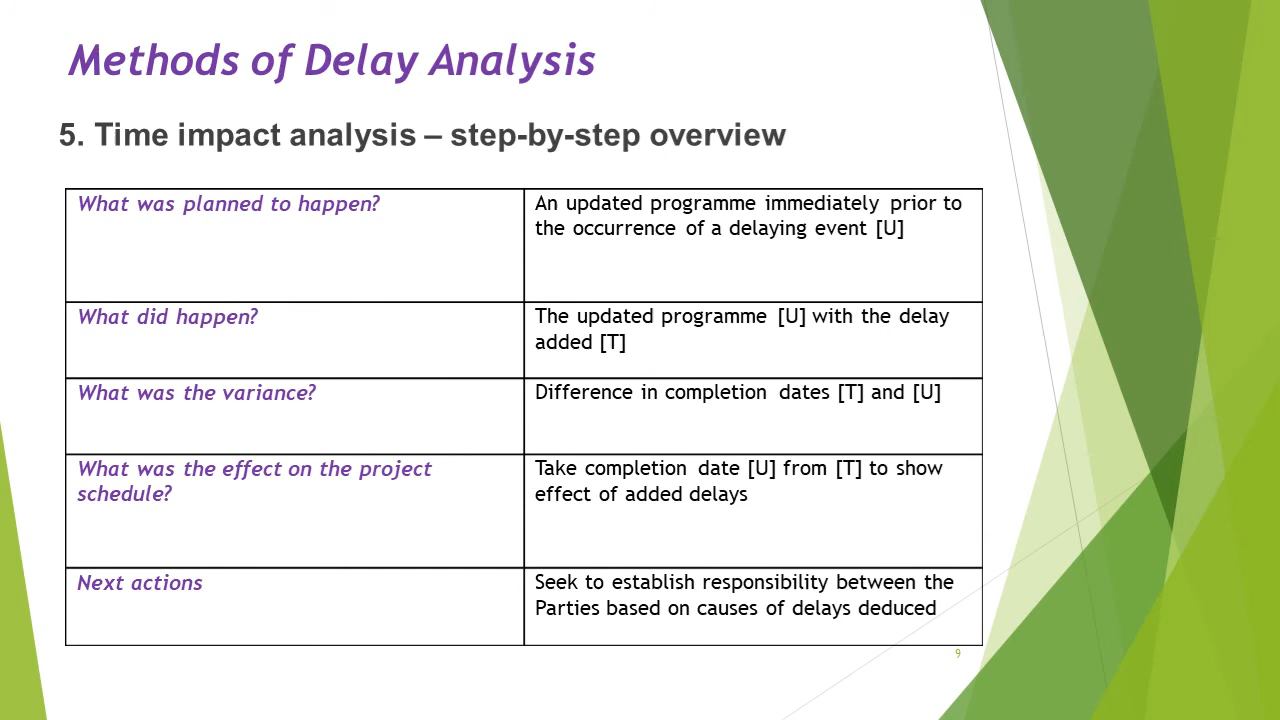 Methods of Delay Analysis
5. Time impact analysis – step-by-step overview
What was planned to happen?
An updated programme immediately prior to
the occurrence of a delaying event [U]
What did happen?
The updated programme [U] with the delay
added [T]
What was the variance?
Difference in completion dates [T] and [U]
What was the effect on the project
schedule?
Take completion date [U] from [T] to show
effect of added delays
Next actions
Seek to establish responsibility between the
Parties based on causes of delays deduced
9